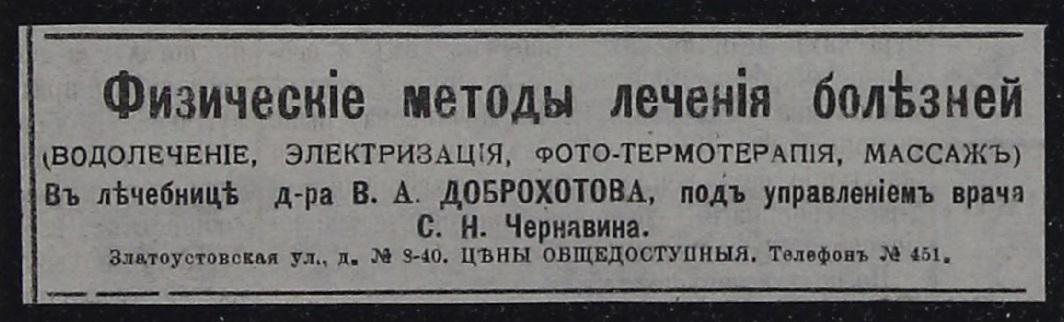 Физическіе методы леченія болѣзней
(ВОДОЛЕЧЕНІЕ, ЭЛЕКТРИЗАЦІЯ, ФОТО-ТЕРМОТЕРАПІЯ, МАССАЖЪ)
Въ лѣчебницѣ д-ра В. А. ДОБРОХОТОВА, подъ управленіемъ врача
С. Н. Чернавина.
Златоустовская ул., д. № 8-40. ЦѢНЫ ОБЩЕДОСТУПНЫЯ. Телефонъ № 451.